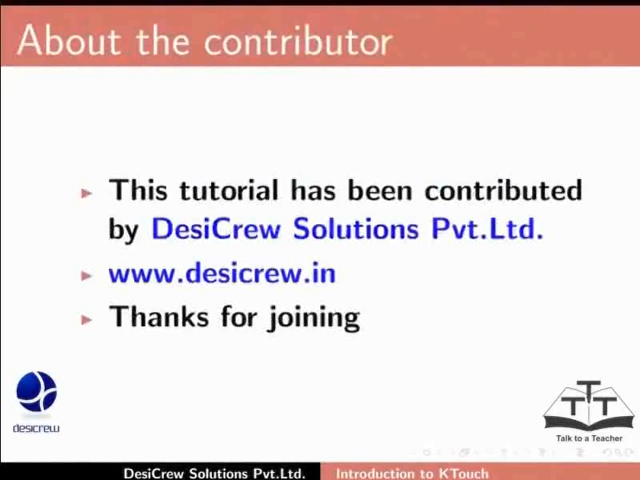 About the contributor
This tutorial has been contributed
by DesiCrew Solutions Pvt.Ltd.
www.desicrew.in
Thanks for joining
desicrew
TTT
Talk to a Teacher
DesiCrew Solutions Pvt.Ltd. Introduction to KTouch